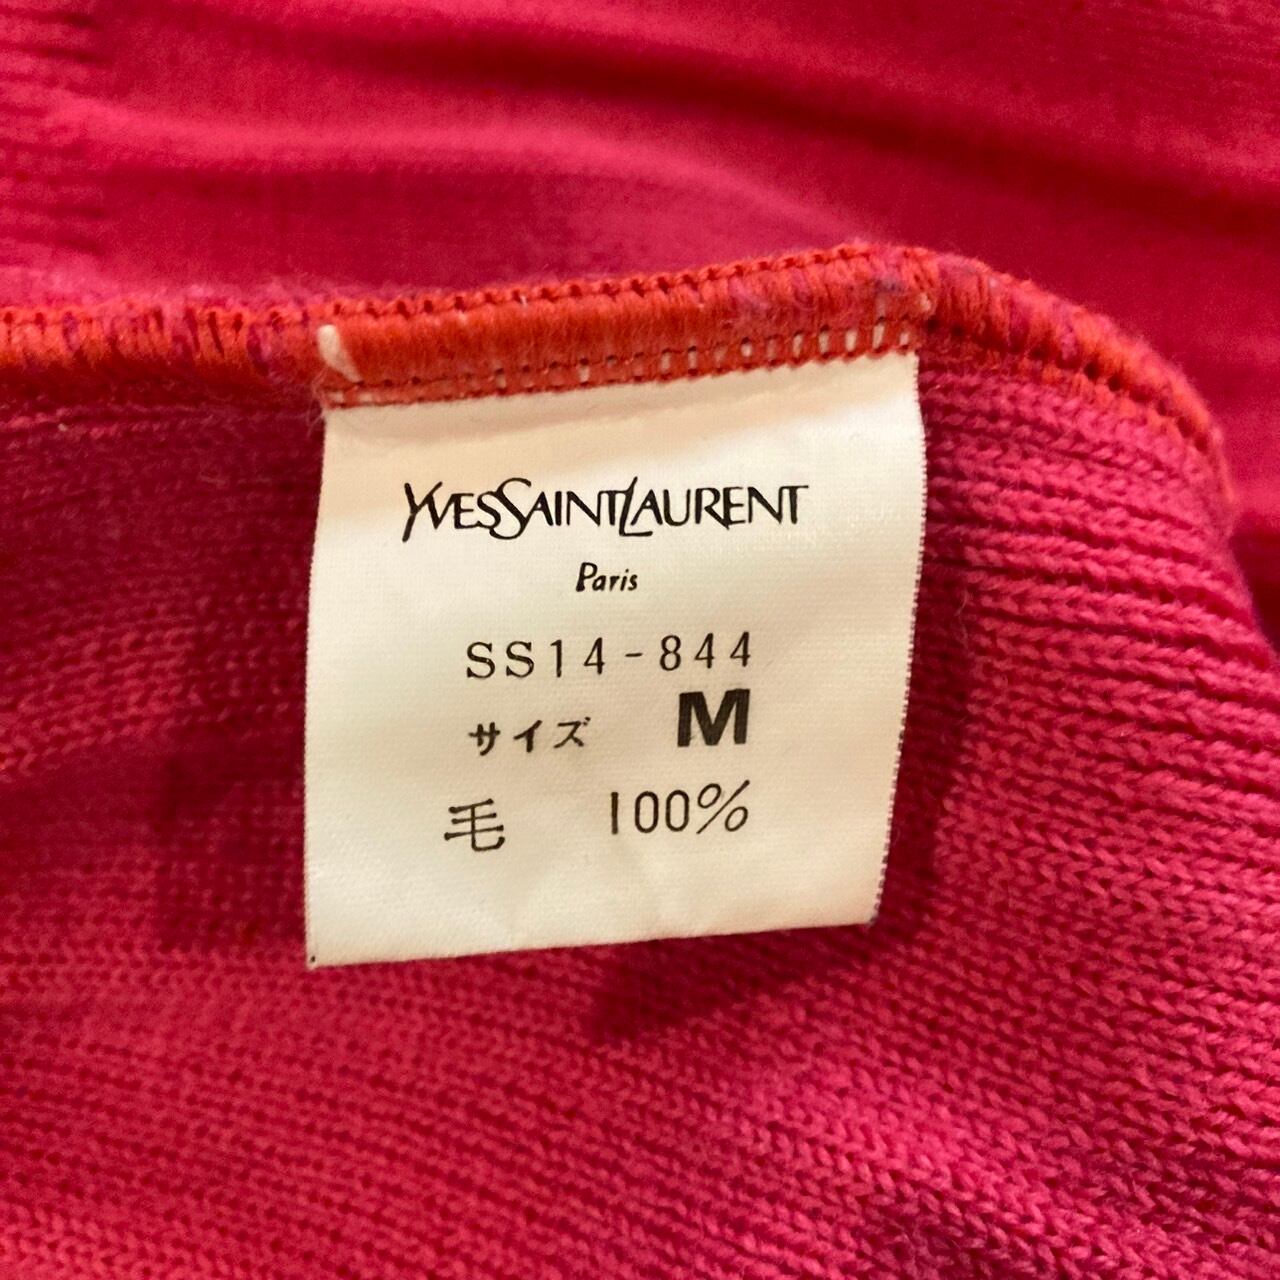 YVESSAINTLAURENT
Paris
SS14-844
サイズ M
毛 100%